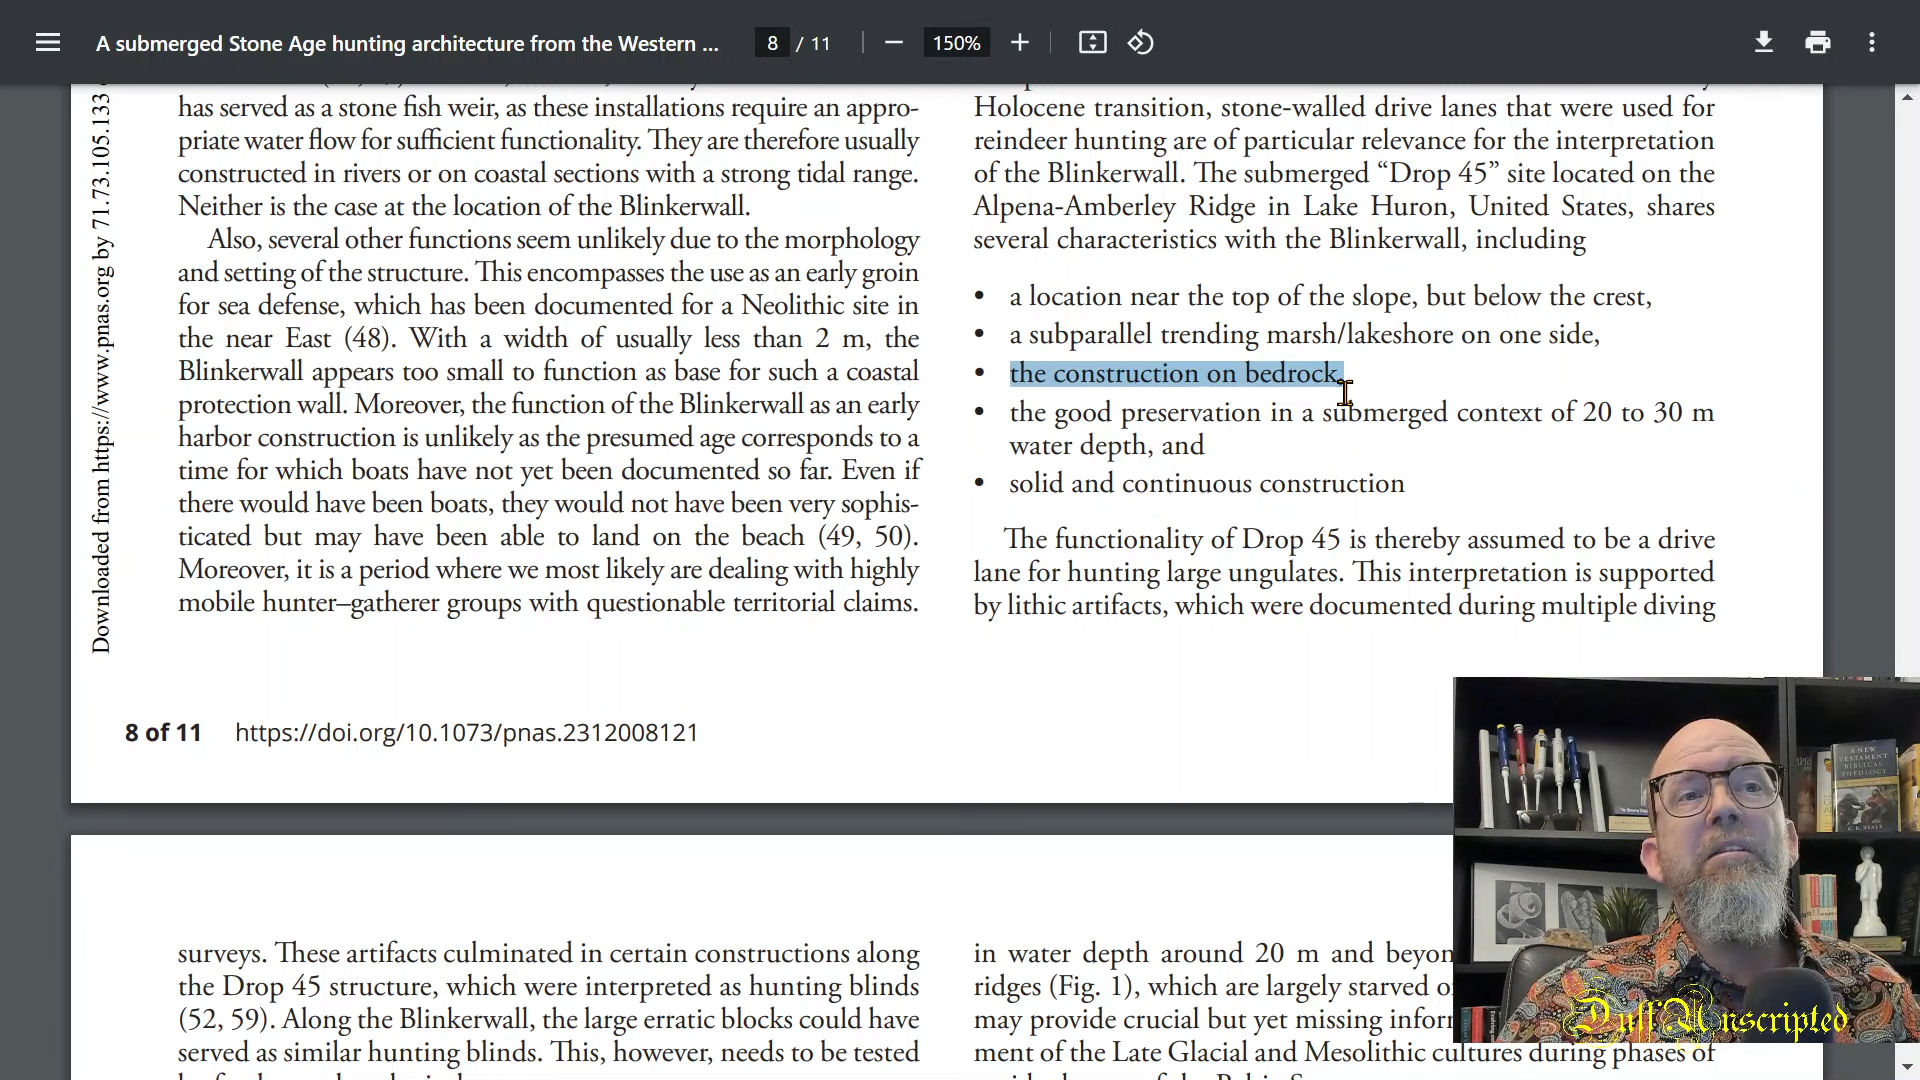 A submerged Stone Age hunting architecture from the Western ...
8 / 11
150%
Downloaded from https://www.pnas.org by 71.73.105.133
has served as a stone fish weir, as these installations require an appro-
priate water flow for sufficient functionality. They are therefore usually
constructed in rivers or on coastal sections with a strong tidal range.
Neither is the case at the location of the Blinkerwall.
Also, several other functions seem unlikely due to the morphology
and setting of the structure. This encompasses the use as an early groin
for sea defense, which has been documented for a Neolithic site in
the near East (48). With a width of usually less than 2 m, the
Blinkerwall appears too small to function as base for such a coastal
protection wall. Moreover, the function of the Blinkerwall as an early
harbor construction is unlikely as the presumed age corresponds to a
time for which boats have not yet been documented so far. Even if
there would have been boats, they would not have been very sophis-
ticated but may have been able to land on the beach (49, 50).
Moreover, it is a period where we most likely are dealing with highly
mobile hunter–gatherer groups with questionable territorial claims.
Holocene transition, stone-walled drive lanes that were used for
reindeer hunting are of particular relevance for the interpretation
of the Blinkerwall. The submerged “Drop 45” site located on the
Alpena-Amberley Ridge in Lake Huron, United States, shares
several characteristics with the Blinkerwall, including
• a location near the top of the slope, but below the crest,
• a subparallel trending marsh/lakeshore on one side,
• the construction on bedrock,
• the good preservation in a submerged context of 20 to 30 m
water depth, and
• solid and continuous construction
The functionality of Drop 45 is thereby assumed to be a drive
lane for hunting large ungulates. This interpretation is supported
by lithic artifacts, which were documented during multiple diving
8 of 11 https://doi.org/10.1073/pnas.2312008121
surveys. These artifacts culminated in certain constructions along
the Drop 45 structure, which were interpreted as hunting blinds
(52, 59). Along the Blinkerwall, the large erratic blocks could have
served as similar hunting blinds. This, however, needs to be tested
in water depth around 20 m and beyon
ridges (Fig. 1), which are largely starved o
may provide crucial but yet missing inform
ment of the Late Glacial and Mesolithic cultures during phases of
A NEW
TESTAMENT
BIBLICAL
THEOLOGY
G. K. BEALE
Duff Unscripted